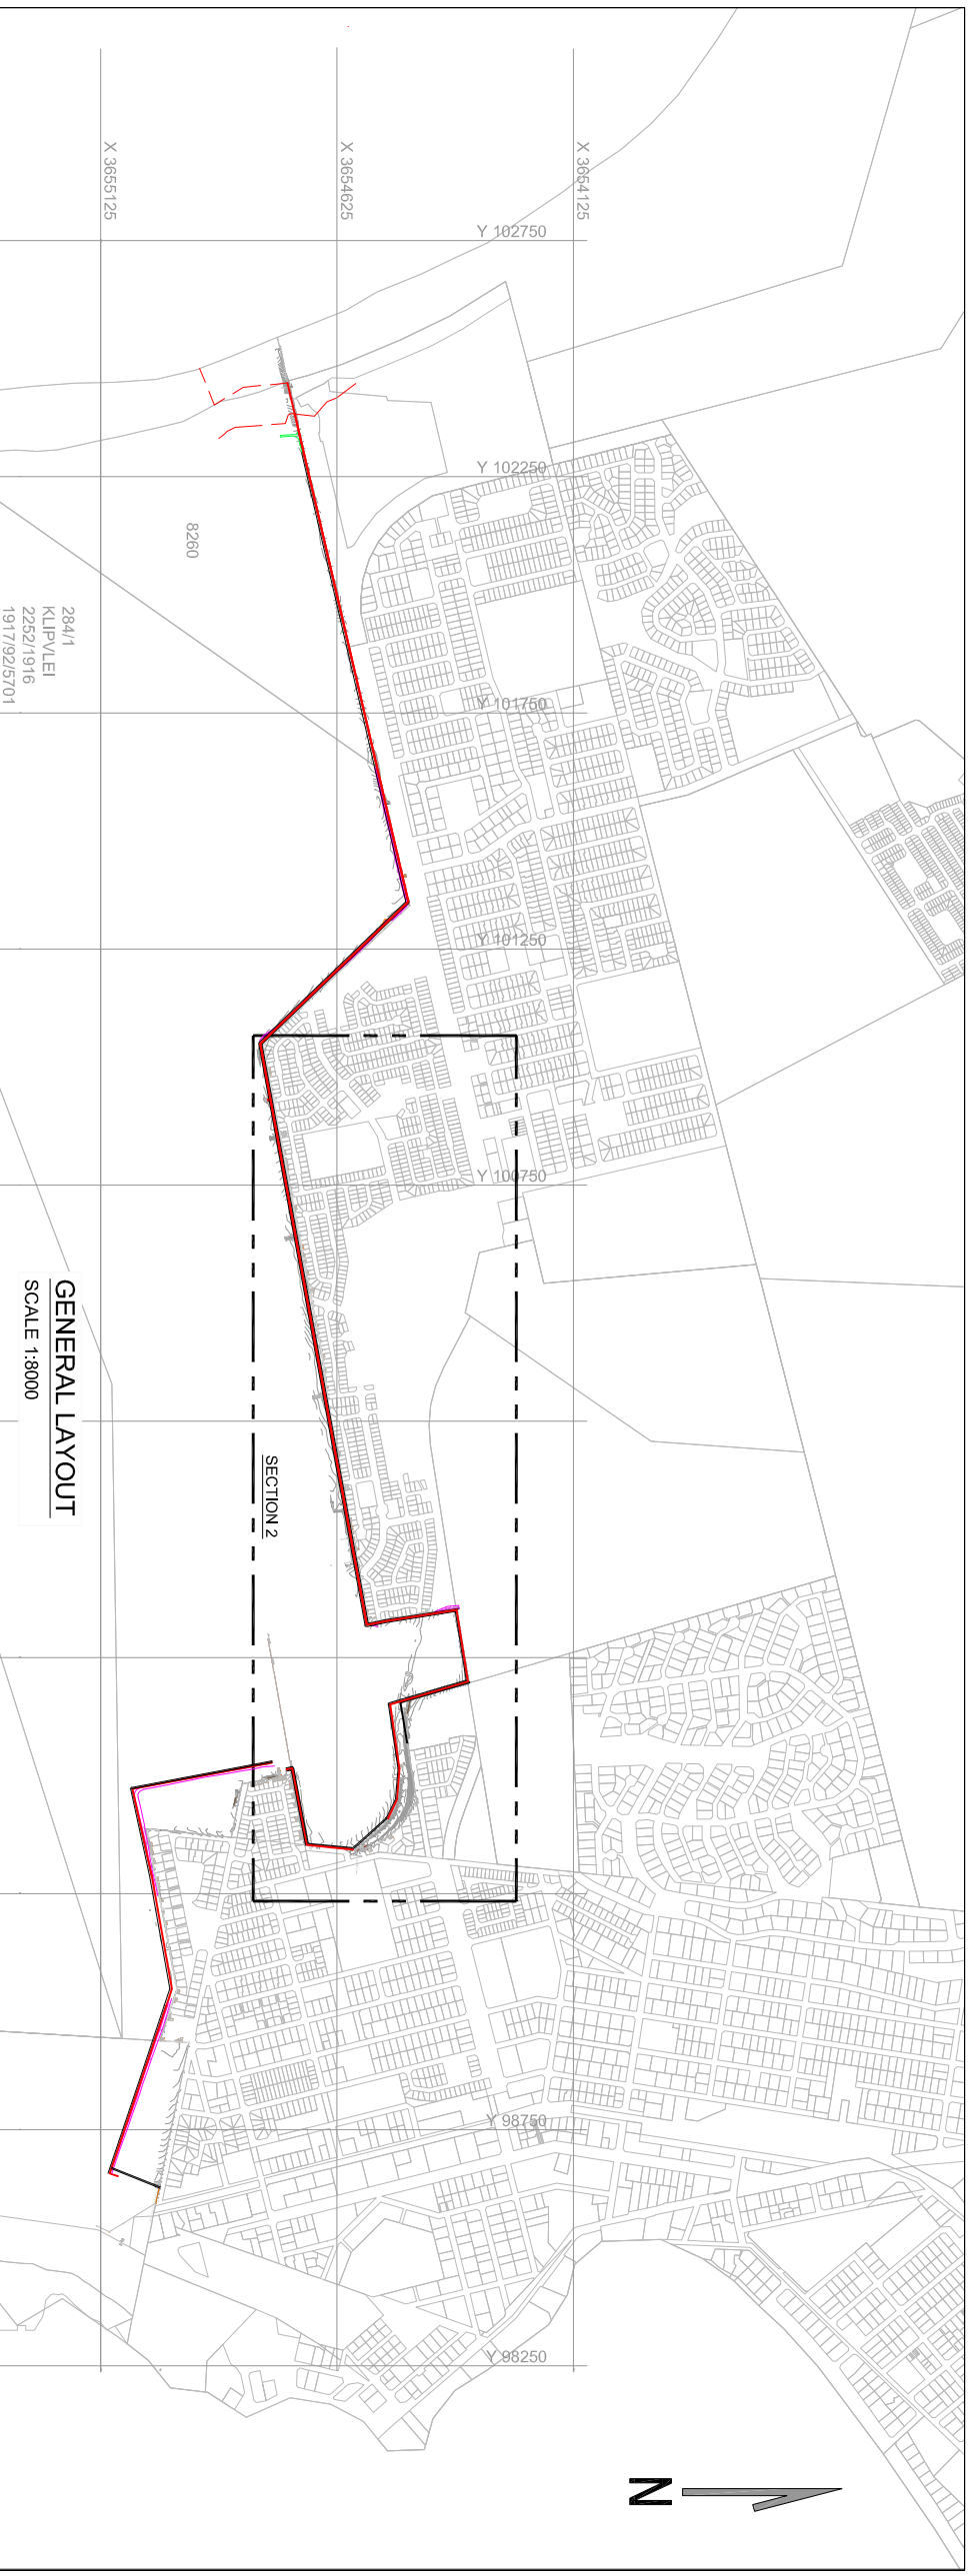 X 3655125
X 3654625
X 3654125
Y 102750
Y 102250
8260
284/1
KLIPVLEI
2252/1916
1917/92/5701
Y 101750
Y 101250
Y 100750
GENERAL LAYOUT
SCALE 1:8000
SECTION 2
Y 98750
Y 98250
N